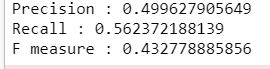 Precision : 0.499627905649
Recall : 0.562372188139
F measure : 0.432778885856